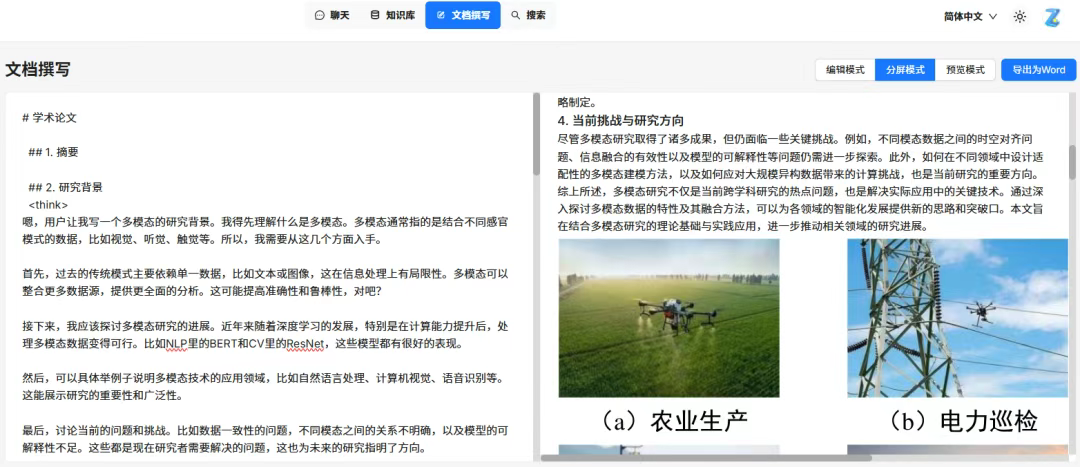 聊天 知识库 文档撰写 搜索 简体中文
文档撰写 编辑模式 分屏模式 预览模式 导出为Word
# 学术论文
## 1. 摘要
## 2. 研究背景
<think>
嗯，用户让我写一个多模态的研究背景。我得先理解什么是多模态。多模态通常指的是结合不同感官
模式的数据，比如视觉、听觉、触觉等。所以，我需要从这几个方面入手。
首先，过去的传统模式主要依赖单一数据，比如文本或图像，这在信息处理上有局限性。多模态可以
整合更多数据源，提供更全面的分析。这可能提高准确性和鲁棒性，对吧？
接下来，我应该探讨多模态研究的进展。近年来随着深度学习的发展，特别是在计算能力提升后，处
理多模态数据变得可行。比如NLP里的BERT和CV里的ResNet，这些模型都有很好的表现。
然后，可以具体举例子说明多模态技术的应用领域，比如自然语言处理、计算机视觉、语音识别等。
这能展示研究的重要性和广泛性。
最后，讨论当前的问题和挑战。比如数据一致性的问题，不同模态之间的关系不明确，以及模型的可
解释性不足。这些都是现在研究者需要解决的问题，这也为未来的研究指明了方向。
略制定。
4. 当前挑战与研究方向
尽管多模态研究取得了诸多成果，但仍面临一些关键挑战。例如，不同模态数据之间的时空对齐问
题、信息融合的有效性以及模型的可解释性等问题仍需进一步探索。此外，如何在不同领域中设计适
配性的多模态建模方法，以及如何应对大规模异构数据带来的计算挑战，也是当前研究的重要方向。
综上所述，多模态研究不仅是当前跨学科研究的热点问题，也是解决实际应用中的关键技术。通过深
入探讨多模态数据的特性及其融合方法，可以为各领域的智能化发展提供新的思路和突破口。本文旨
在结合多模态研究的理论基础与实践应用，进一步推动相关领域的研究进展。
（a）农业生产 （b）电力巡检